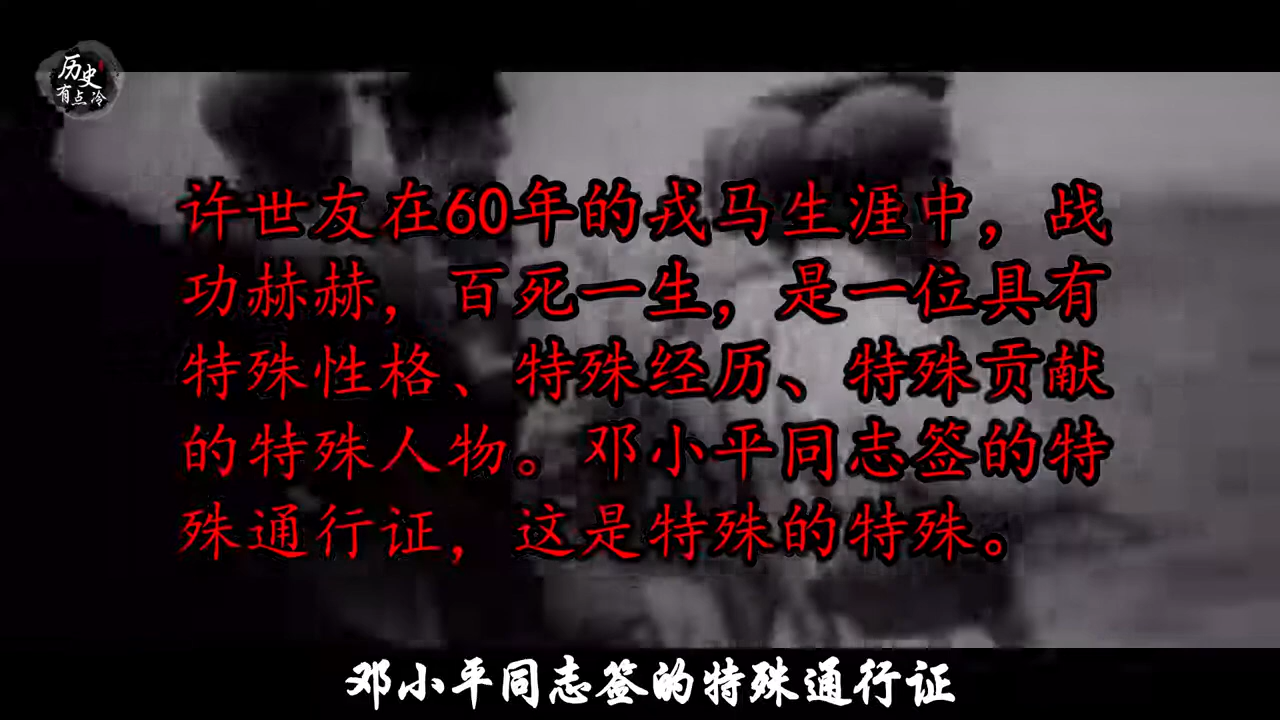 历史
有点冷
许世友在60年的戎马生涯中，战
功赫赫，百死一生，是一位具有
特殊性格、特殊经历、特殊贡献
的特殊人物。邓小平同志签的特
殊通行证，这是特殊的特殊。
邓小平同志签的特殊通行证